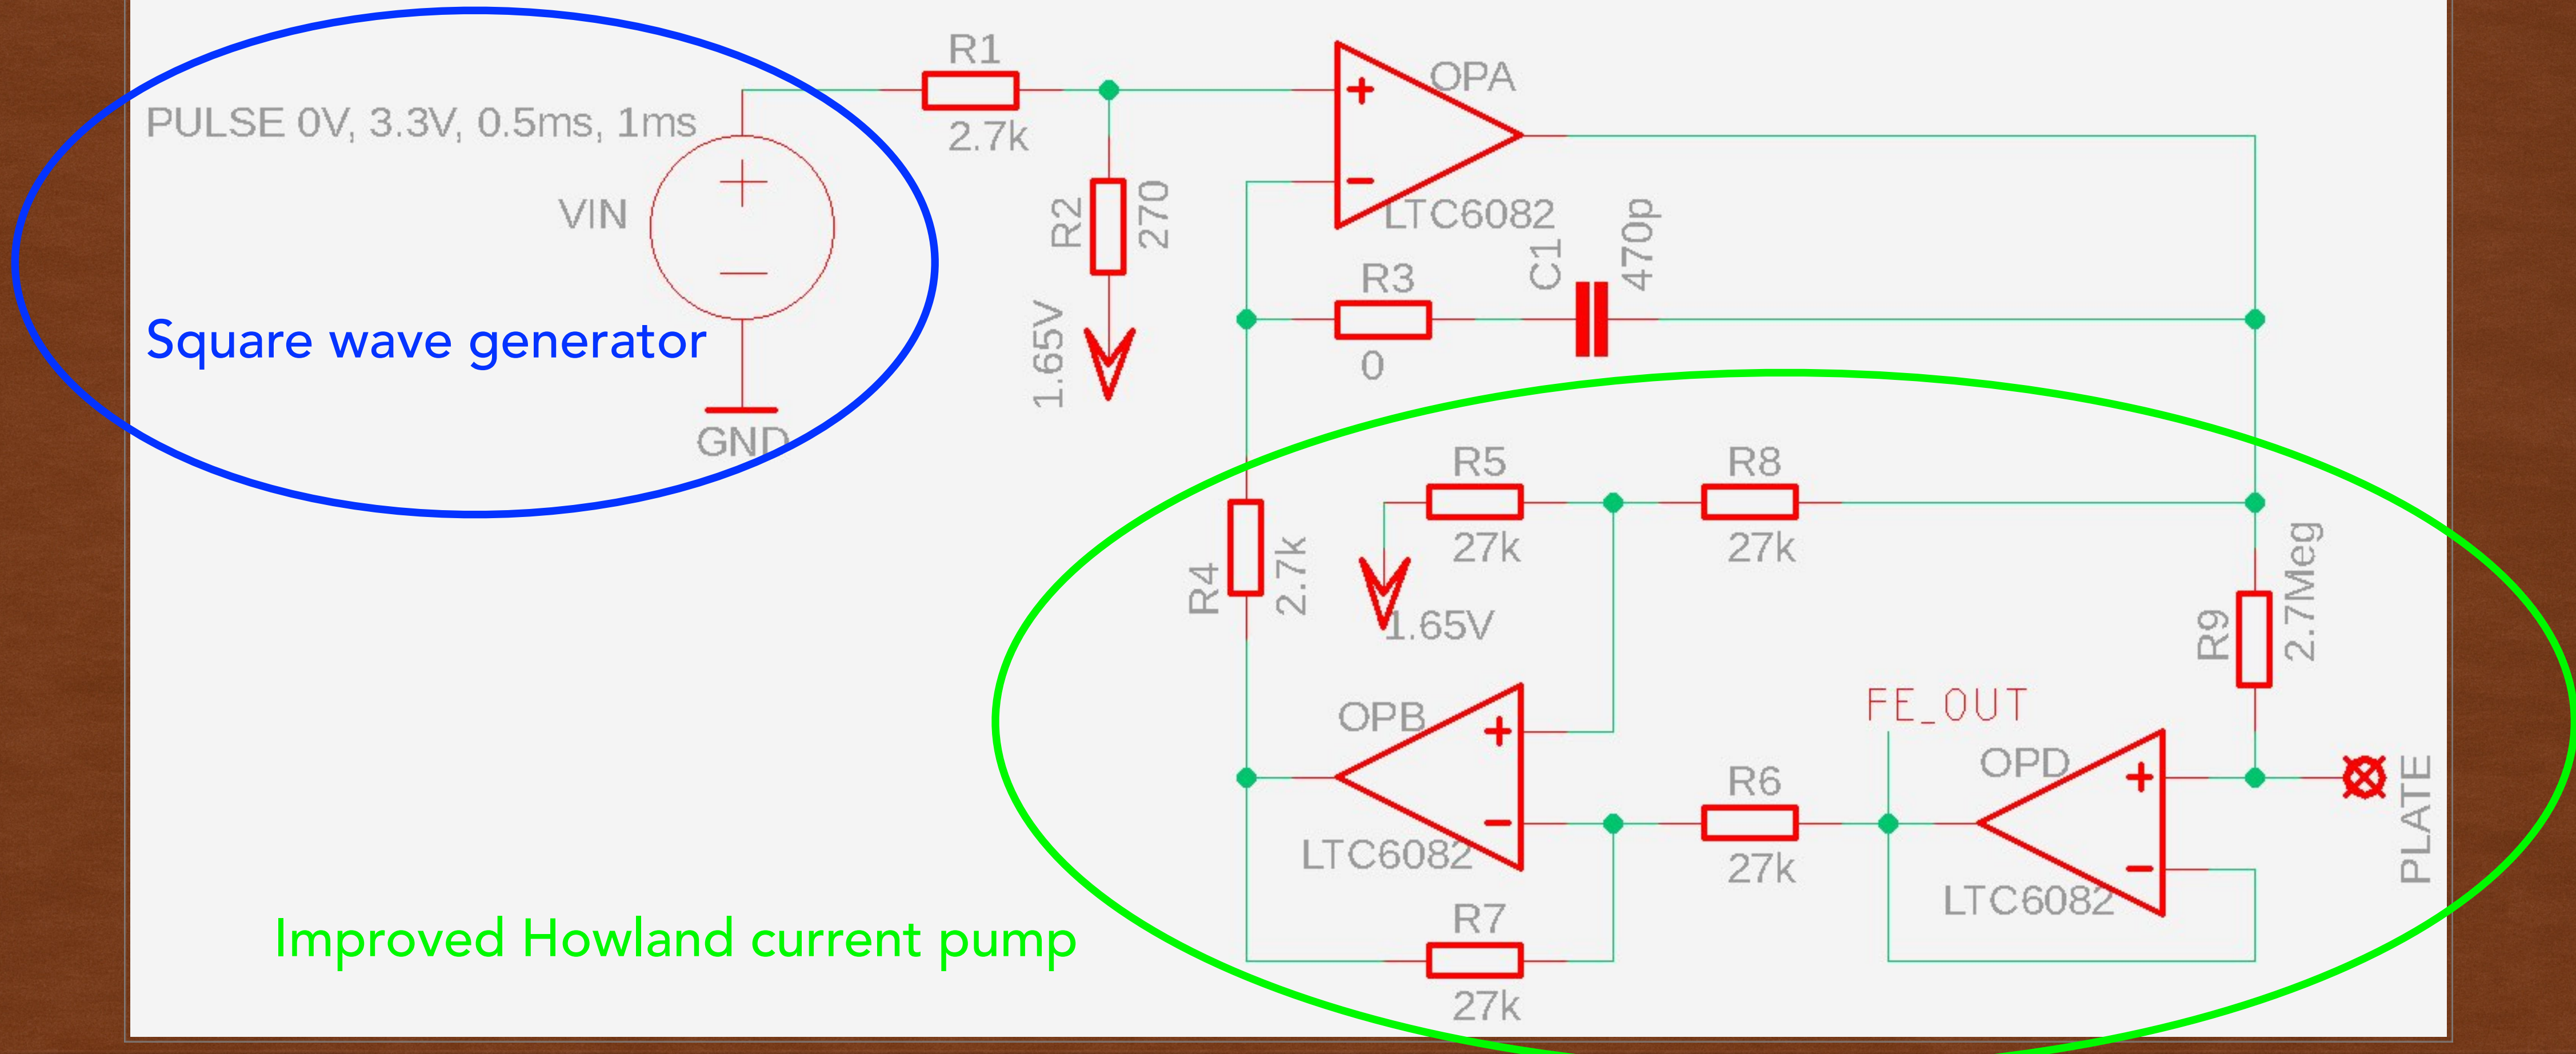 R1
OPA
PULSE 0V, 3.3V, 0.5ms, 1ms
2.7k
VIN
R2
270
LTC6082
C1
470p
R3
0
1.65V
Square wave generator
GND
R5
R8
27k
27k
R4
2.7k
1.65V
R9
2.7Meg
FE_OUT
OPB
OPD
R6
PLATE
LTC6082
27k
LTC6082
R7
Improved Howland current pump
27k
+
−
+
−
+
−
+
−